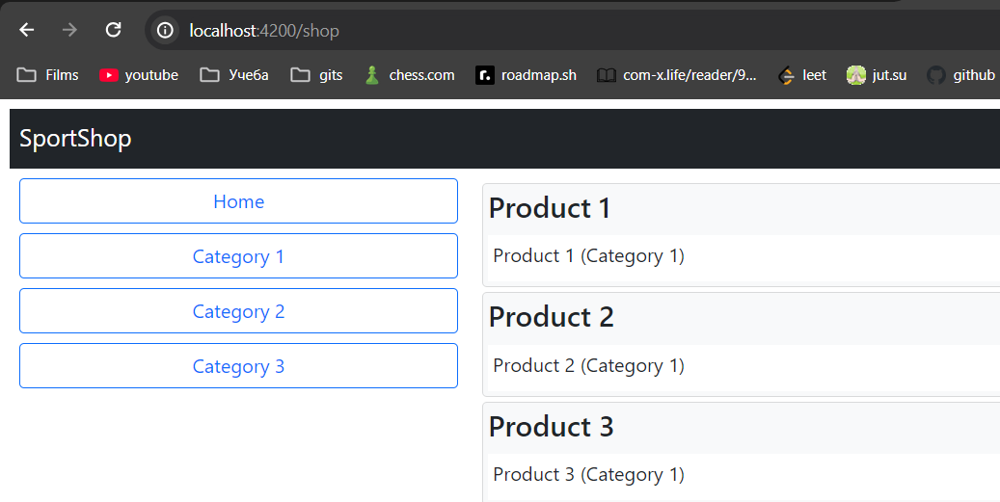 localhost:4200/shop
Films youtube Учеба gits chess.com roadmap.sh com-x.life/reader/9... leet jut.su github
SportShop
Home
Category 1
Category 2
Category 3
Product 1
Product 1 (Category 1)
Product 2
Product 2 (Category 1)
Product 3
Product 3 (Category 1)